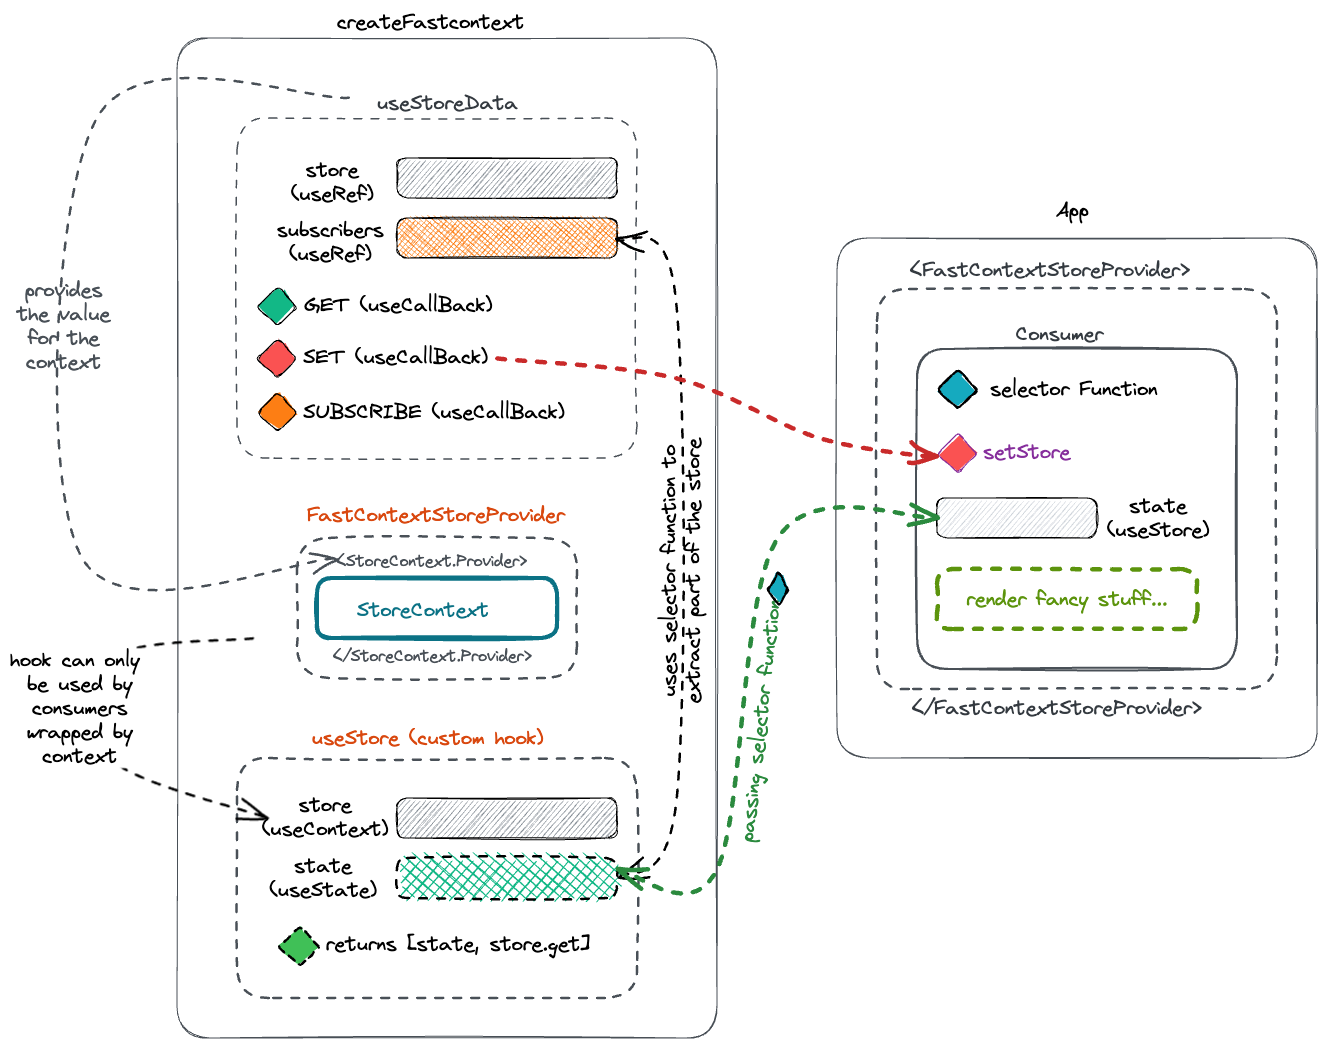 createFastcontext
useStoreData
store
(useRef)
subscribers
(useRef)
GET (useCallBack)
SET (useCallBack)
SUBSCRIBE (useCallBack)
provides
the value
for the
context
FastContextStoreProvider
<StoreContext.Provider>
StoreContext
</StoreContext.Provider>
hook can only
be used by
consumers
wrapped by
context
useStore (custom hook)
store
(useContext)
state
(useState)
returns [state, store.get]
uses selector function to
extract part of the store
passing selector function
App
<FastContextStoreProvider>
Consumer
selector Function
setStore
state
(useStore)
render fancy stuff...
</FastContextStoreProvider>